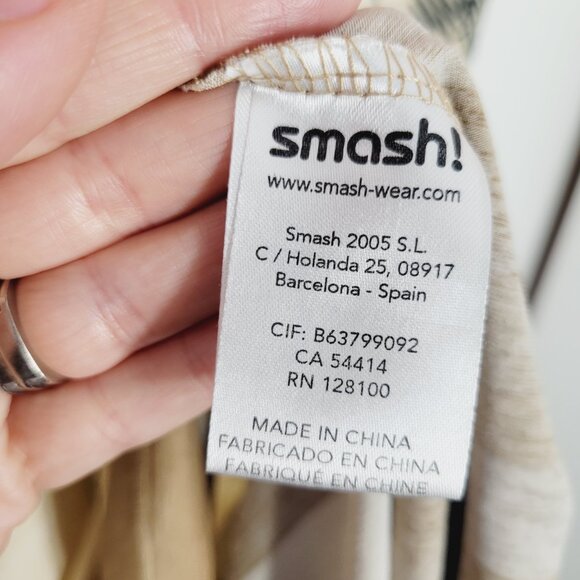 smash!
www.smash-wear.com
Smash 2005 S.L.
C / Holanda 25, 08917
Barcelona - Spain
CIF: B63799092
CA 54414
RN 128100
MADE IN CHINA
FABRICADO EN CHINA
FABRIQUÉ EN CHINE